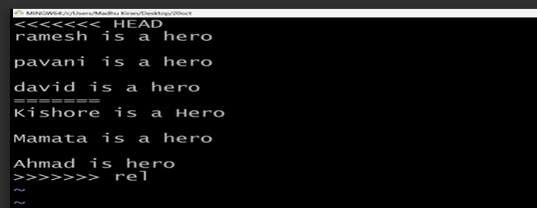 MINGW64:/c/Users/Madhu Kiran/Desktop/20oct
<<<<<<< HEAD
ramesh is a hero
pavani is a hero
david is a hero
=======
Kishore is a Hero
Mamata is a hero
Ahmad is hero
>>>>>>> rel
~
~